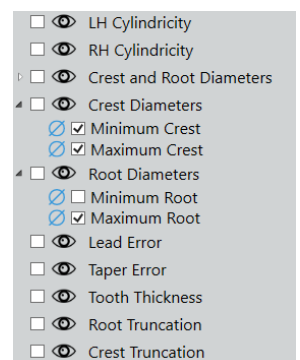 LH Cylindricity
RH Cylindricity
Crest and Root Diameters
Crest Diameters
Minimum Crest
Maximum Crest
Root Diameters
Minimum Root
Maximum Root
Lead Error
Taper Error
Tooth Thickness
Root Truncation
Crest Truncation